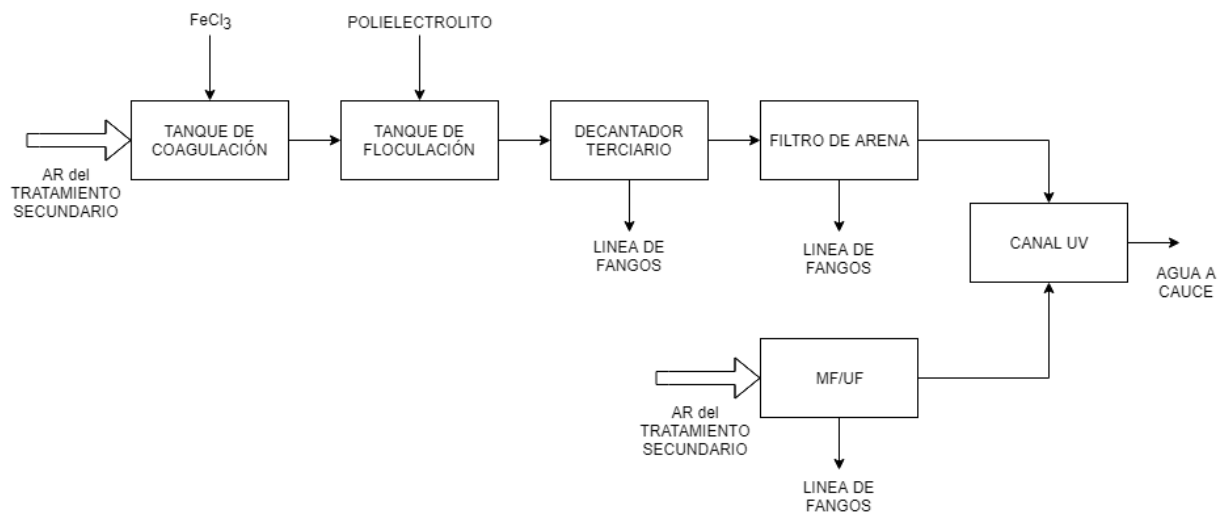 FeCl3
POLIELECTROLITO
TANQUE DE
COAGULACIÓN
TANQUE DE
FLOCULACIÓN
DECANTADOR
TERCIARIO
FILTRO DE ARENA
AR del
TRATAMIENTO
SECUNDARIO
LINEA DE
FANGOS
LINEA DE
FANGOS
CANAL UV
AGUA A
CAUCE
MF/UF
AR del
TRATAMIENTO
SECUNDARIO
LINEA DE
FANGOS